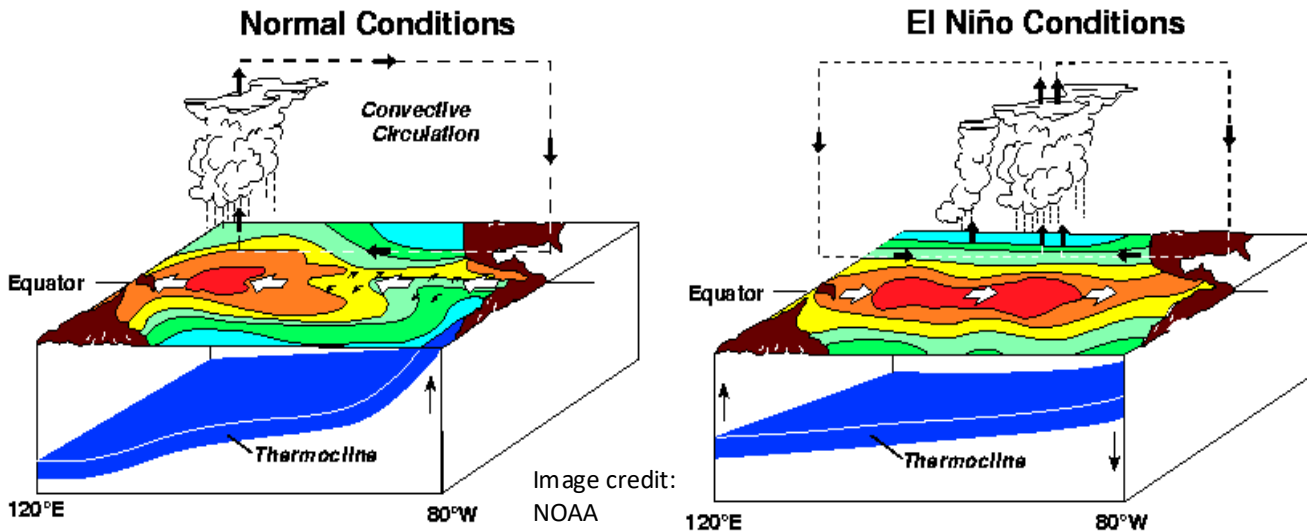 Normal Conditions
El Niño Conditions
Convective
Circulation
Equator
Equator
Thermocline
Thermocline
Image credit:
NOAA
120°E
80°W
120°E
80°W